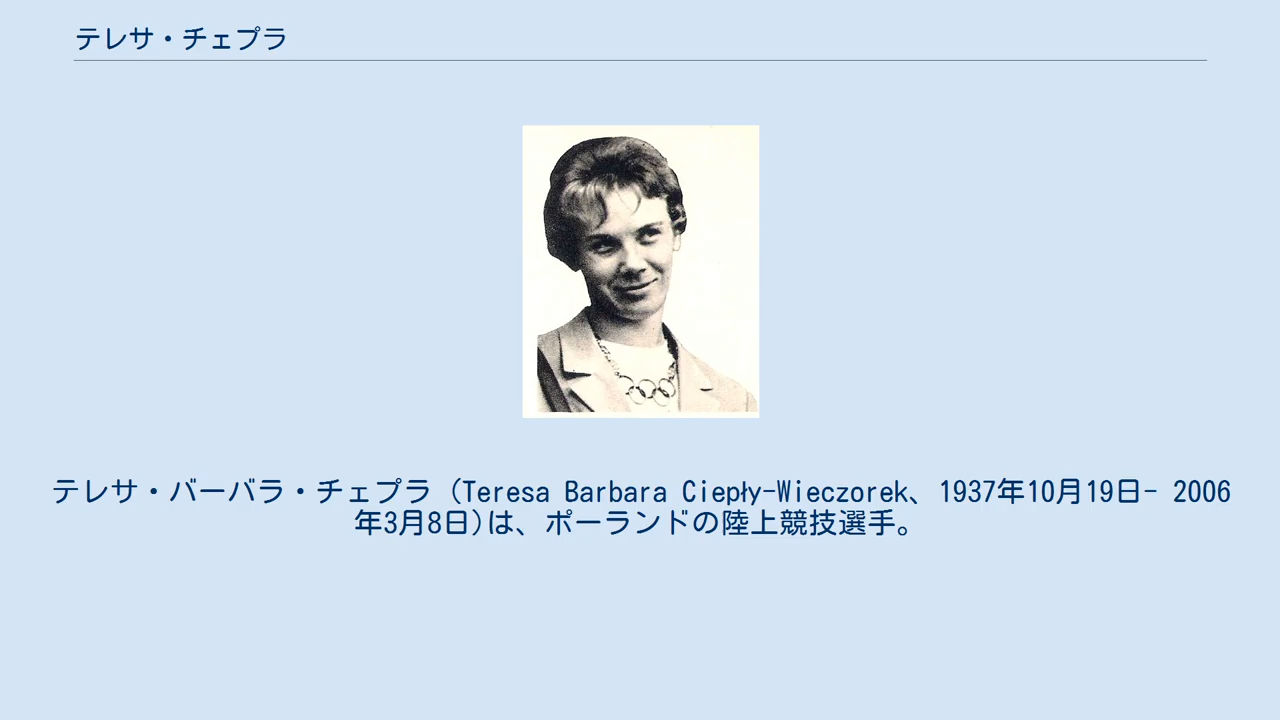 テレサ・チェプラ
テレサ・バーバラ・チェプラ (Teresa Barbara Ciepły-Wieczorek、1937年10月19日- 2006
年3月8日)は、ポーランドの陸上競技選手。